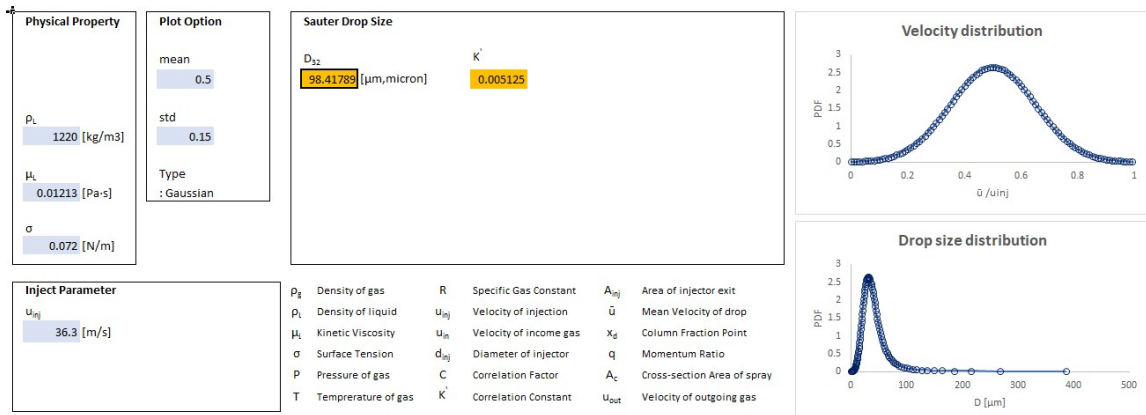 Physical Property
ρL
1220 [kg/m3]
μL
0.01213 [Pa·s]
σ
0.072 [N/m]
Plot Option
mean
0.5
std
0.15
Type
: Gaussian
Sauter Drop Size
D32
98.41789 [μm,micron]
K'
0.005125
Velocity distribution
PDF
3
2.5
2
1.5
1
0.5
0
0 0.2 0.4 0.6 0.8 1
ū /uinj
Inject Parameter
uinj
36.3 [m/s]
ρg Density of gas R Specific Gas Constant Ainj Area of injector exit
ρL Density of liquid uinj Velocity of injection ū Mean Velocity of drop
μL Kinetic Viscosity uin Velocity of income gas xd Column Fraction Point
σ Surface Tension dinj Diameter of injector q Momentum Ratio
P Pressure of gas C Correlation Factor Ac Cross-section Area of spray
T Temprerature of gas K' Correlation Constant uout Velocity of outgoing gas
Drop size distribution
PDF
3
2.5
2
1.5
1
0.5
0
0 100 200 300 400 500
D [μm]